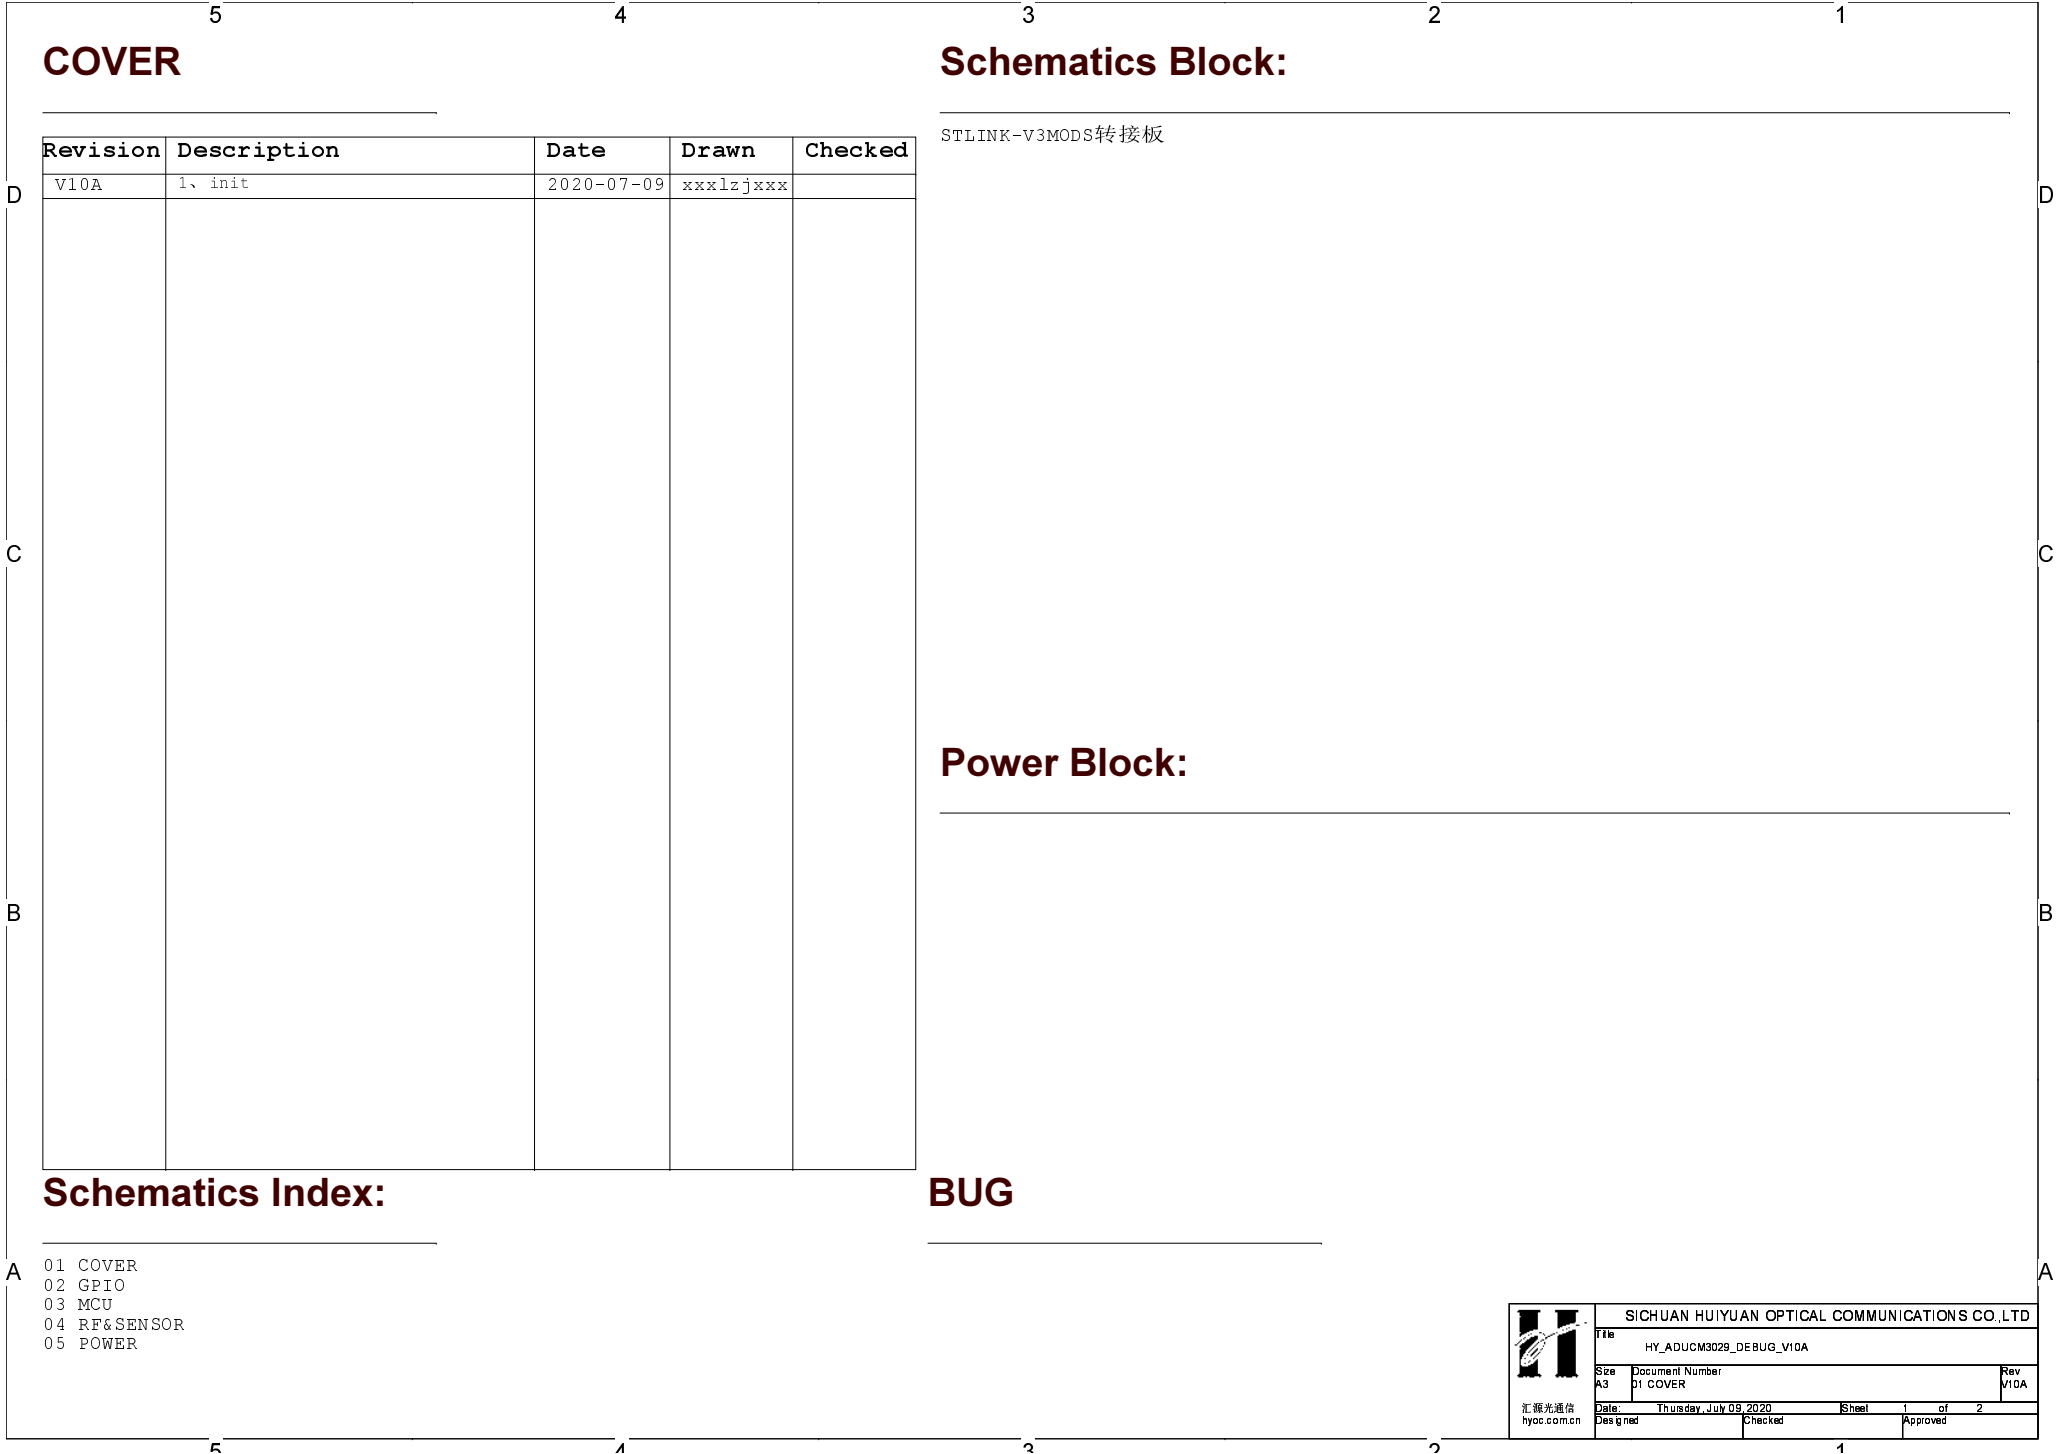 5 4 3 2 1
COVER
Schematics Block:
STLINK-V3MODS转接板
Revision Description Date Drawn Checked
V10A 1、init 2020-07-09 xxxlzjxxx
D D
C C
Power Block:
B B
Schematics Index:
BUG
01 COVER
02 GPIO
03 MCU
04 RF&SENSOR
05 POWER
A A
SICHUAN HUIYUAN OPTICAL COMMUNICATIONS CO.,LTD
Title
HY_ADUCM3029_DEBUG_V10A
Size Document Number Rev
A3 01 COVER V10A
汇源光通信
hyoc.com.cn
Date: Thursday, July 09, 2020 Sheet 1 of 2
Designed Checked Approved
5 4 3 2 1